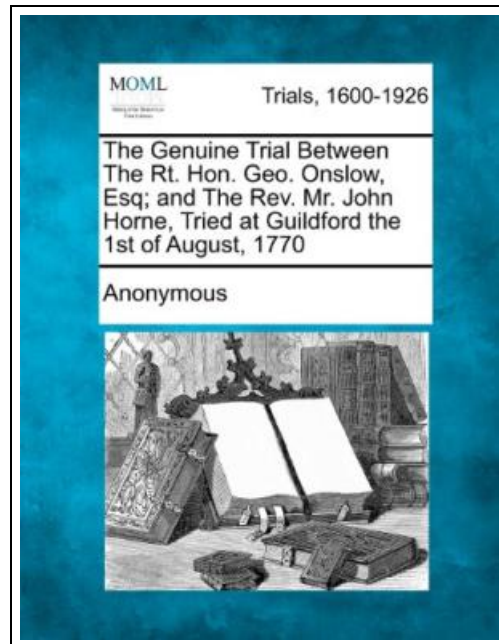 MOML
Trials, 1600-1926
The Genuine Trial Between
The Rt. Hon. Geo. Onslow,
Esq; and The Rev. Mr. John
Horne, Tried at Guildford the
1st of August, 1770
Anonymous